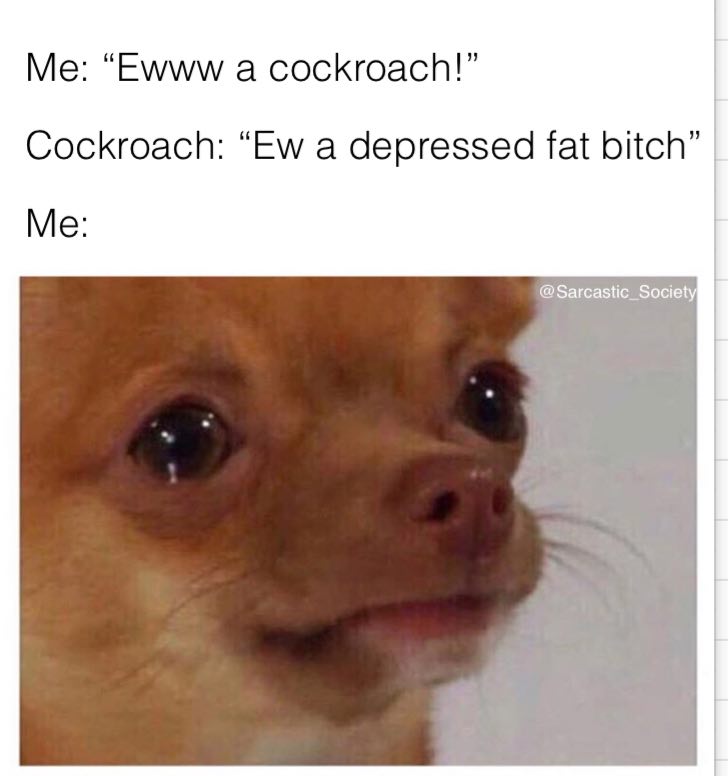 Me: “Ewww a cockroach!”
Cockroach: “Ew a depressed fat bitch”
Me:
@Sarcastic_Society